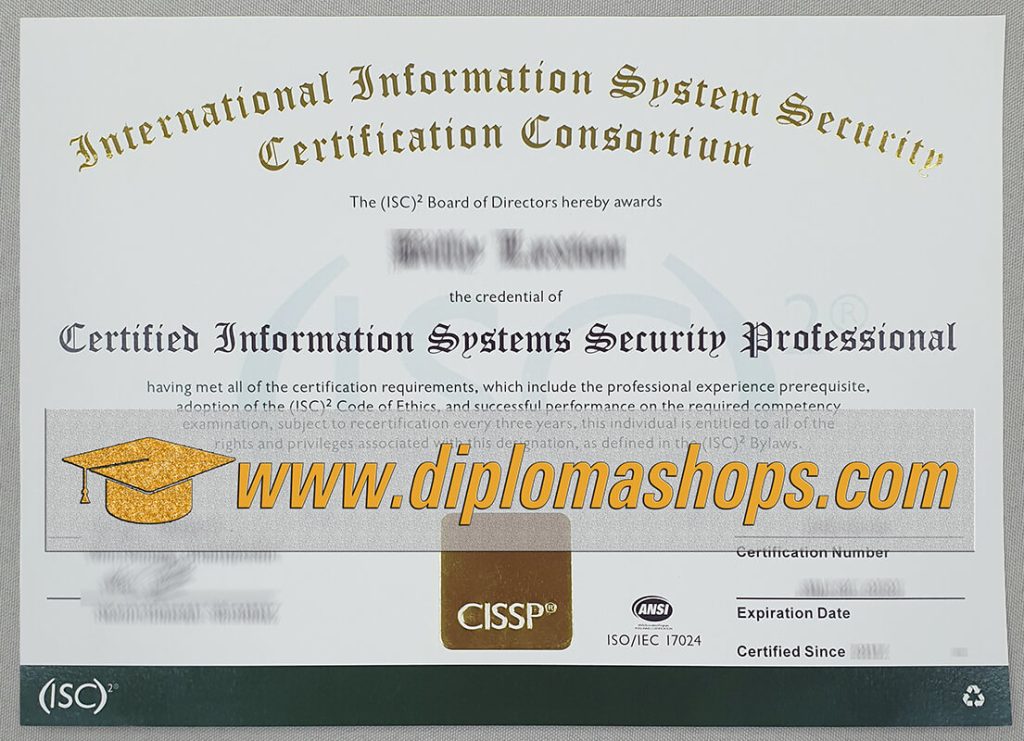 International Information System Security
Certification Consortium
The (ISC)² Board of Directors hereby awards
the credential of
(ISC)²®
Certified Information Systems Security Professional
having met all of the certification requirements, which include the professional experience prerequisite,
adoption of the (ISC)² Code of Ethics, and successful performance on the required competency
examination, subject to recertification every three years, this individual is entitled to all of the
rights and privileges associated with this designation, as defined in the (ISC)² Bylaws.
www.diplomashops.com
Certification Number
CISSP®
ANSI
ISO/IEC 17024
Expiration Date
Certified Since
(ISC)²®